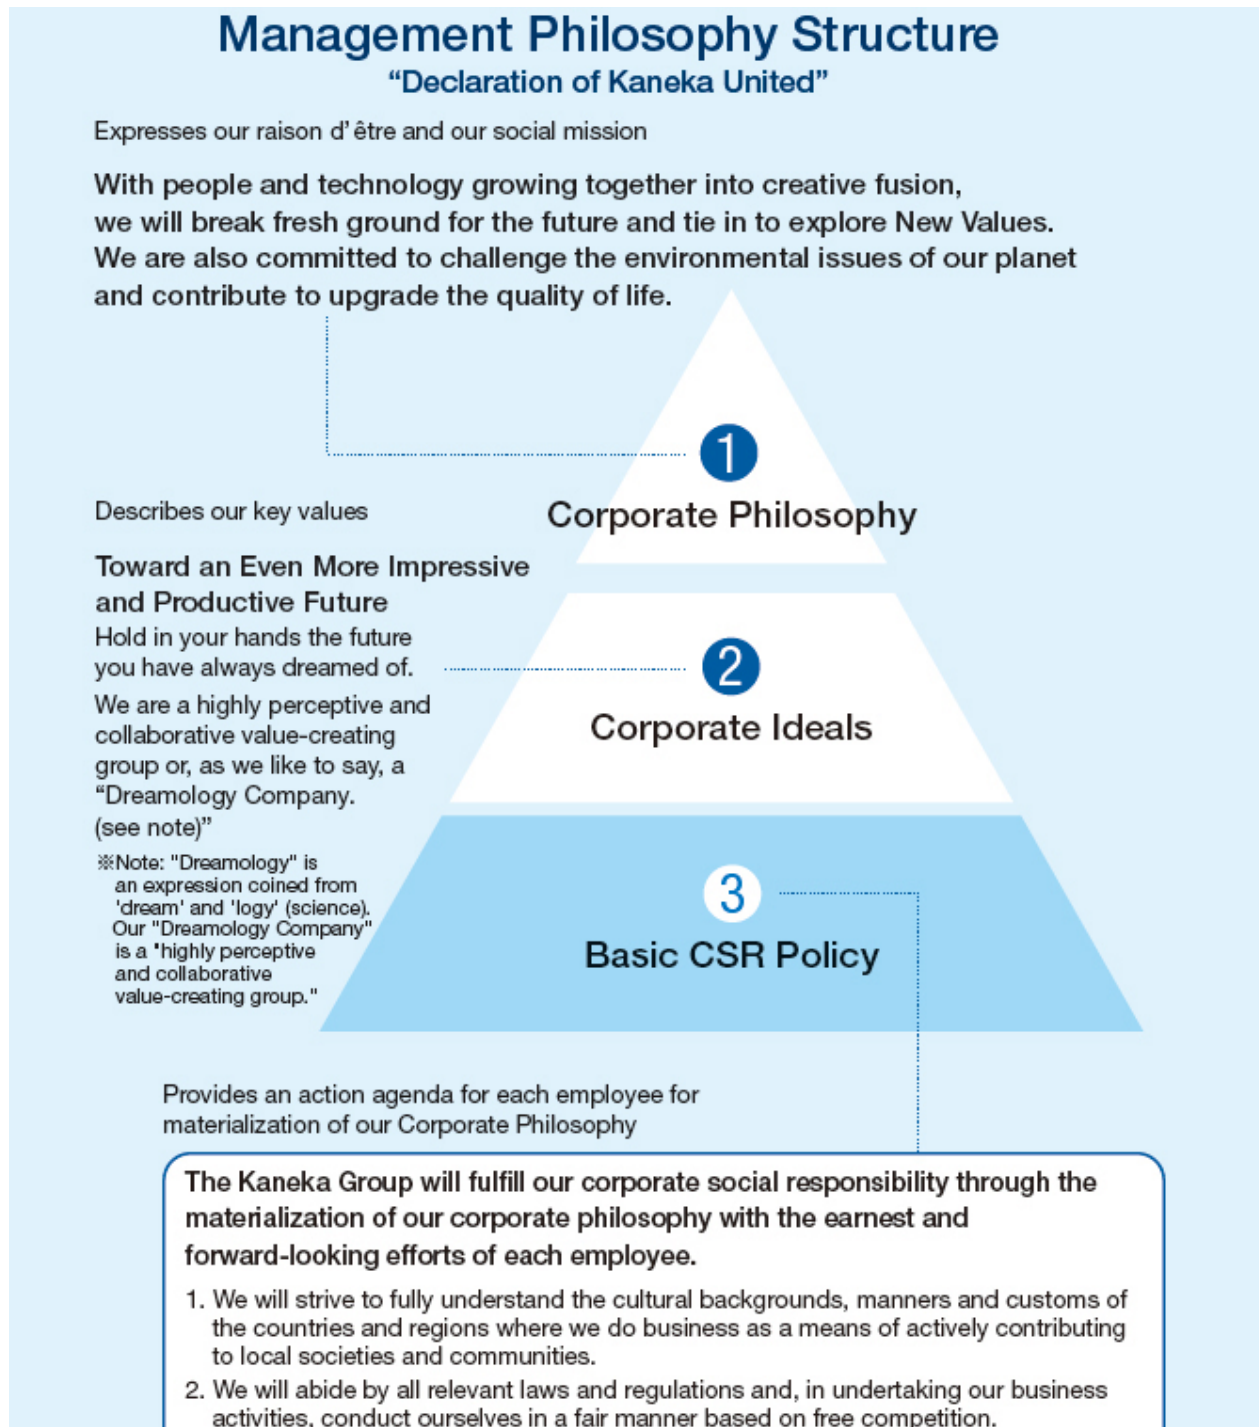 Management Philosophy Structure
“Declaration of Kaneka United”
Expresses our raison d’être and our social mission
With people and technology growing together into creative fusion,
we will break fresh ground for the future and tie in to explore New Values.
We are also committed to challenge the environmental issues of our planet
and contribute to upgrade the quality of life.
1
Corporate Philosophy
Describes our key values
Toward an Even More Impressive
and Productive Future
Hold in your hands the future
you have always dreamed of.
We are a highly perceptive and
collaborative value-creating
group or, as we like to say, a
“Dreamology Company.
(see note)”
※Note: "Dreamology" is
an expression coined from
'dream' and 'logy' (science).
Our "Dreamology Company"
is a "highly perceptive
and collaborative
value-creating group."
2
Corporate Ideals
3
Basic CSR Policy
Provides an action agenda for each employee for
materialization of our Corporate Philosophy
The Kaneka Group will fulfill our corporate social responsibility through the
materialization of our corporate philosophy with the earnest and
forward-looking efforts of each employee.
1. We will strive to fully understand the cultural backgrounds, manners and customs of
the countries and regions where we do business as a means of actively contributing
to local societies and communities.
2. We will abide by all relevant laws and regulations and, in undertaking our business
activities, conduct ourselves in a fair manner based on free competition.